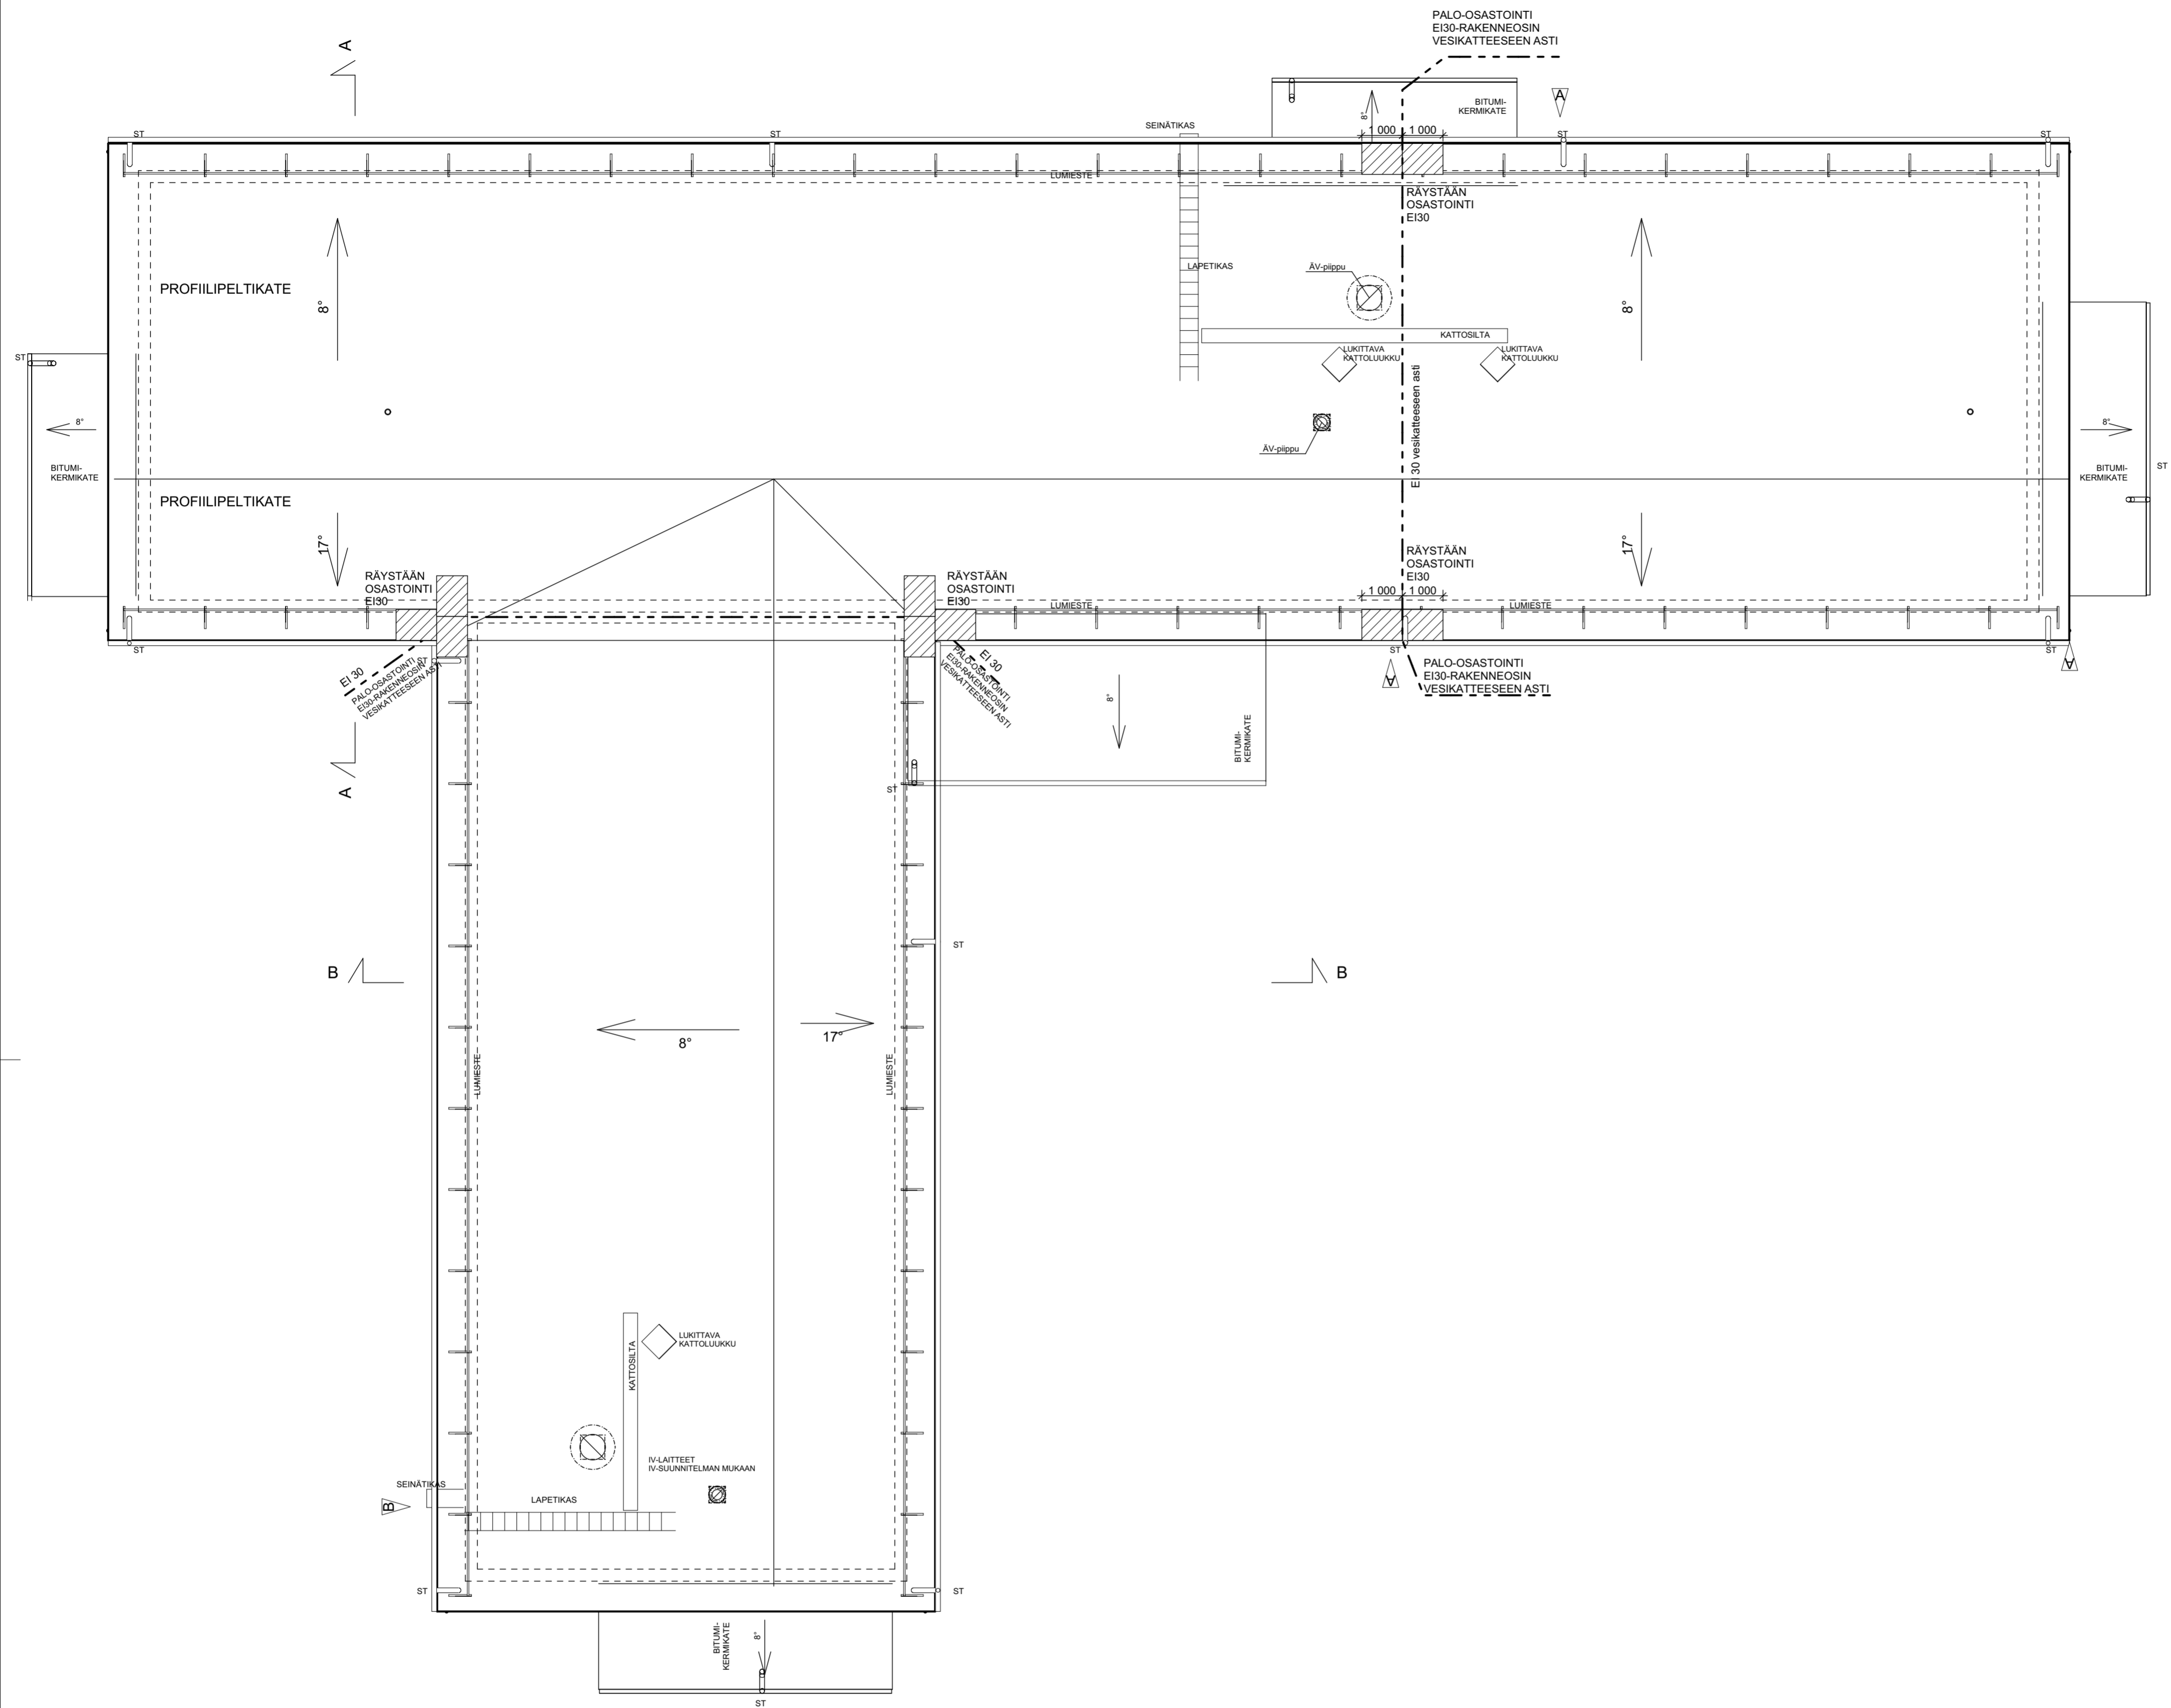 PALO-OSASTOINTI
EI30-RAKENNEOSIN
VESIKATTEESEEN ASTI
A
A
BITUMI-
KERMIKATE
8°
SEINÄTIKAS
1 000
1 000
ST
ST
ST
ST
LUMIESTE
RÄYSTÄÄN
OSASTOINTI
EI30
LAPETIKAS
ÄV-piippu
PROFIILIPELTIKATE
8°
8°
KATTOSILTA
LUKITTAVA
KATTOLUUKKU
LUKITTAVA
KATTOLUUKKU
ST
8°
BITUMI-
KERMIKATE
EI 30 vesikatteeseen asti
ÄV-piippu
8°
BITUMI-
KERMIKATE
ST
PROFIILIPELTIKATE
17°
17°
RÄYSTÄÄN
OSASTOINTI
EI30
RÄYSTÄÄN
OSASTOINTI
EI30
RÄYSTÄÄN
OSASTOINTI
EI30
1 000
1 000
LUMIESTE
LUMIESTE
ST
ST
ST
ST
EI 30
PALO-OSASTOINTI
EI30-RAKENNEOSIN
VESIKATTEESEEN ASTI
EI 30
PALO-OSASTOINTI
EI30-RAKENNEOSIN
VESIKATTEESEEN ASTI
A
PALO-OSASTOINTI
EI30-RAKENNEOSIN
VESIKATTEESEEN ASTI
A
8°
BITUMI-
KERMIKATE
A
ST
ST
B
B
8°
17°
LUMIESTE
LUMIESTE
LUKITTAVA
KATTOLUUKKU
KATTOSILTA
IV-LAITTEET
IV-SUUNNITELMAN MUKAAN
SEINÄTIKAS
B
LAPETIKAS
ST
ST
BITUMI-
KERMIKATE
8°
ST